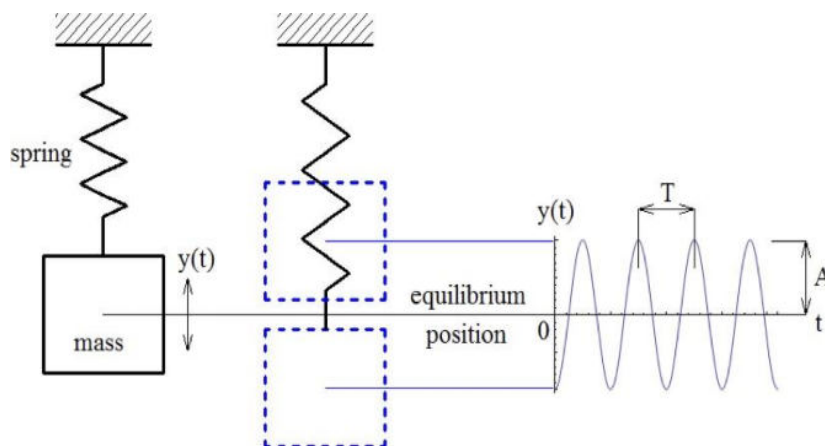 spring
y(t)
mass
equilibrium
position
y(t)
T
A
0
t